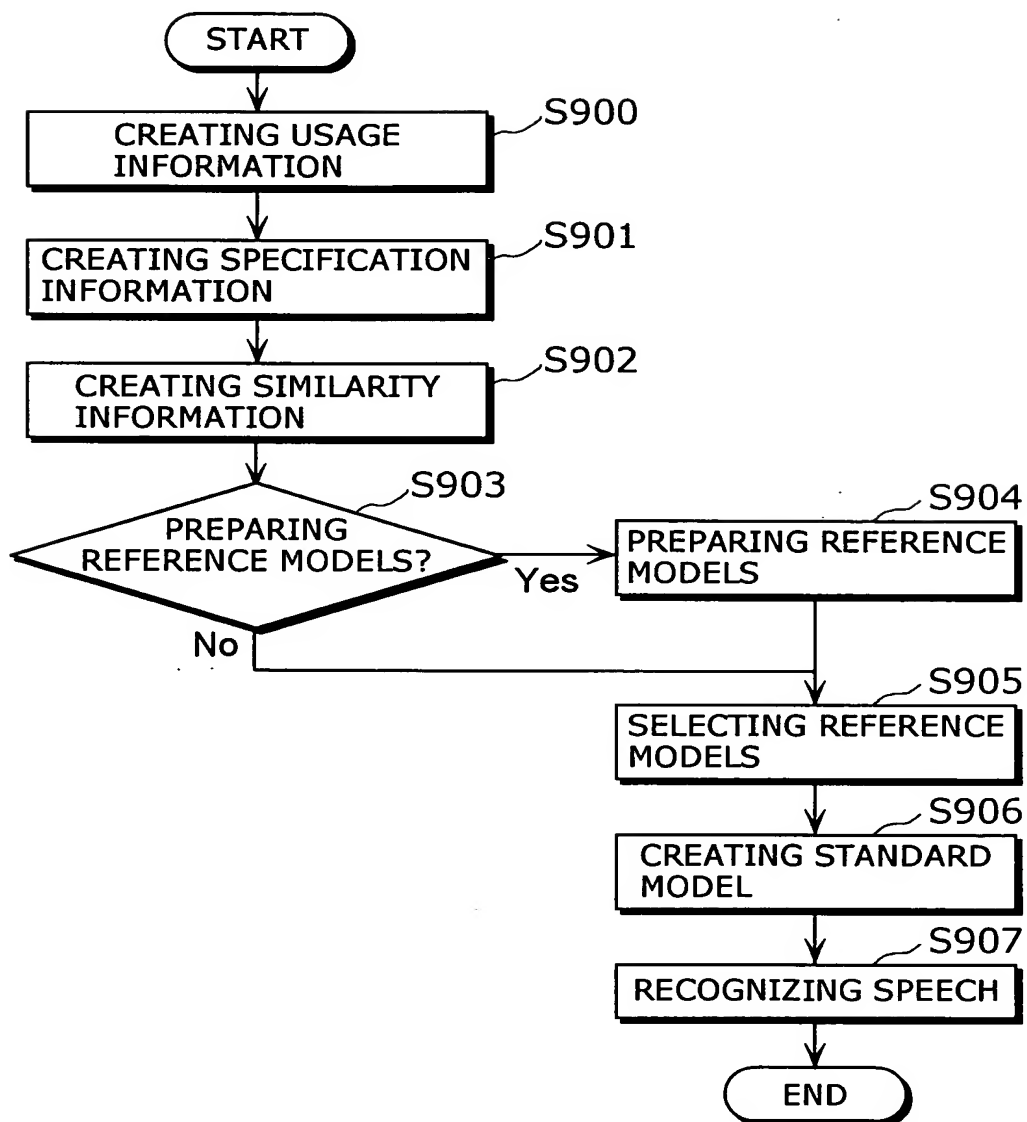 START
S900
CREATING USAGE
INFORMATION
S901
CREATING SPECIFICATION
INFORMATION
S902
CREATING SIMILARITY
INFORMATION
S903
PREPARING
REFERENCE MODELS?
Yes
No
S904
PREPARING REFERENCE
MODELS
S905
SELECTING REFERENCE
MODELS
S906
CREATING STANDARD
MODEL
S907
RECOGNIZING SPEECH
END